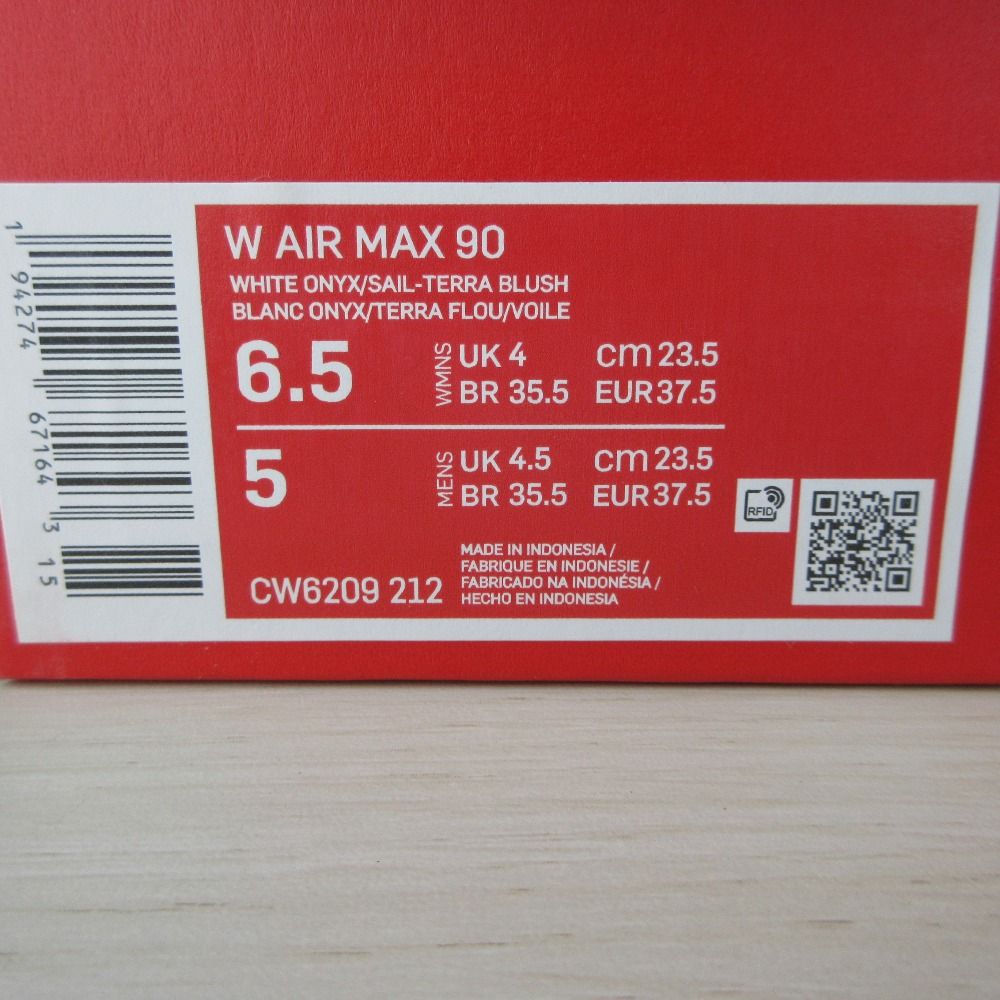 W AIR MAX 90
WHITE ONYX/SAIL-TERRA BLUSH
BLANC ONYX/TERRA FLOU/VOILE
6.5 WMNS UK 4 cm 23.5
BR 35.5 EUR 37.5
5 MENS UK 4.5 cm 23.5
BR 35.5 EUR 37.5
RFID
CW6209 212
MADE IN INDONESIA /
FABRIQUE EN INDONESIE /
FABRICADO NA INDONÉSIA /
HECHO EN INDONESIA
1 94274 67164 3 15